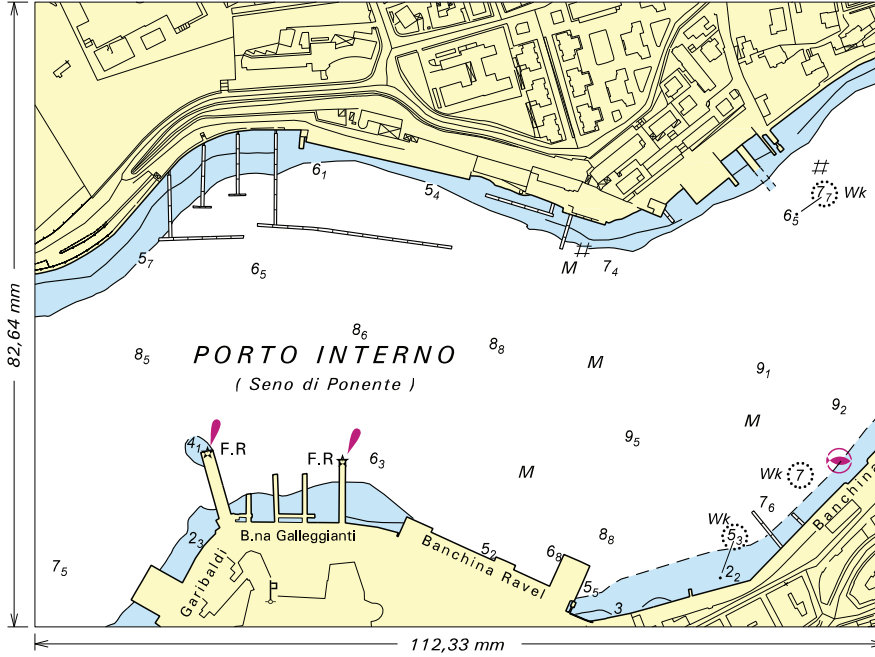 6₁
5₄
7₇ Wk
6₅
5₇
6₅
M
7₄
82,64 mm
8₅
8₆
8₈
PORTO INTERNO
( Seno di Ponente )
M
9₁
9₂
M
4₁
F.R
F.R
6₃
9₅
M
Wk 7
7₆
Banchina
2₃
B.na Galleggianti
Wk
5₃
8₈
Garibaldi
Banchina Ravel
5₂
6₈
7₅
2₂
5₅
3
112,33 mm